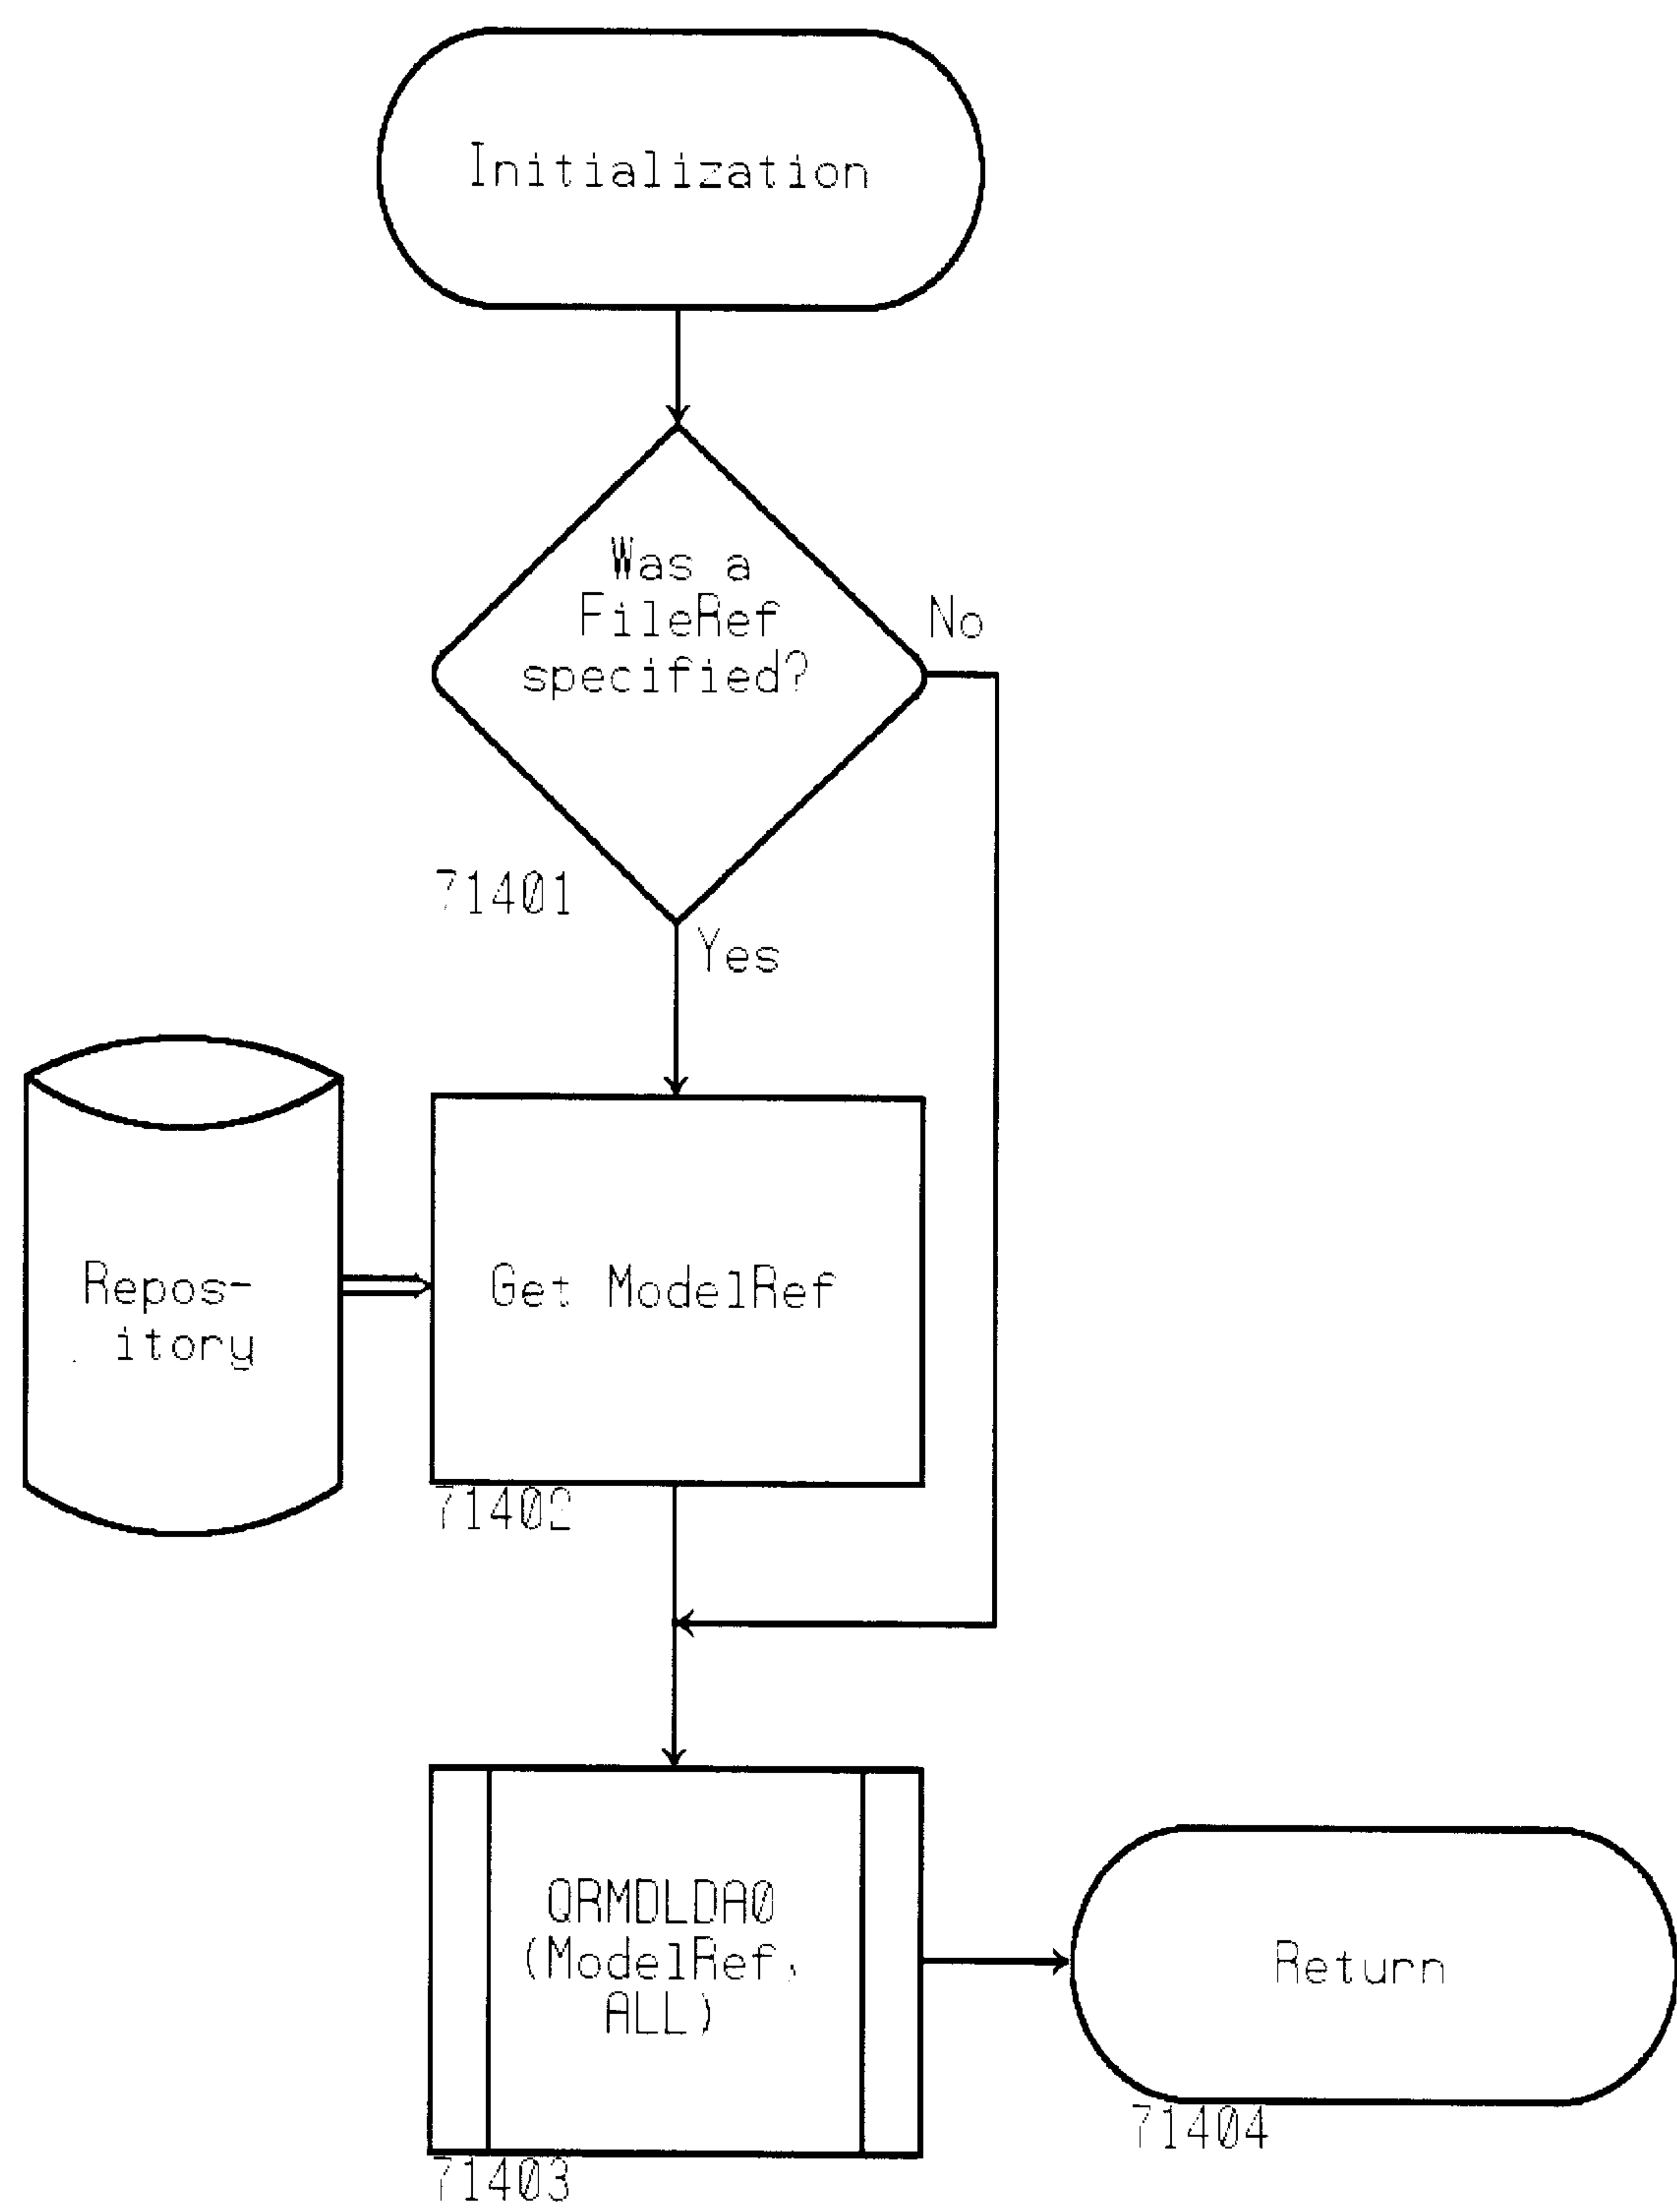 Initialization
Was a
FileRef
specified?
No
71401
Yes
Repos-
itory
Get ModelRef
71402
QRMDLDA0
(ModelRef,
ALL)
Return
71404
71403